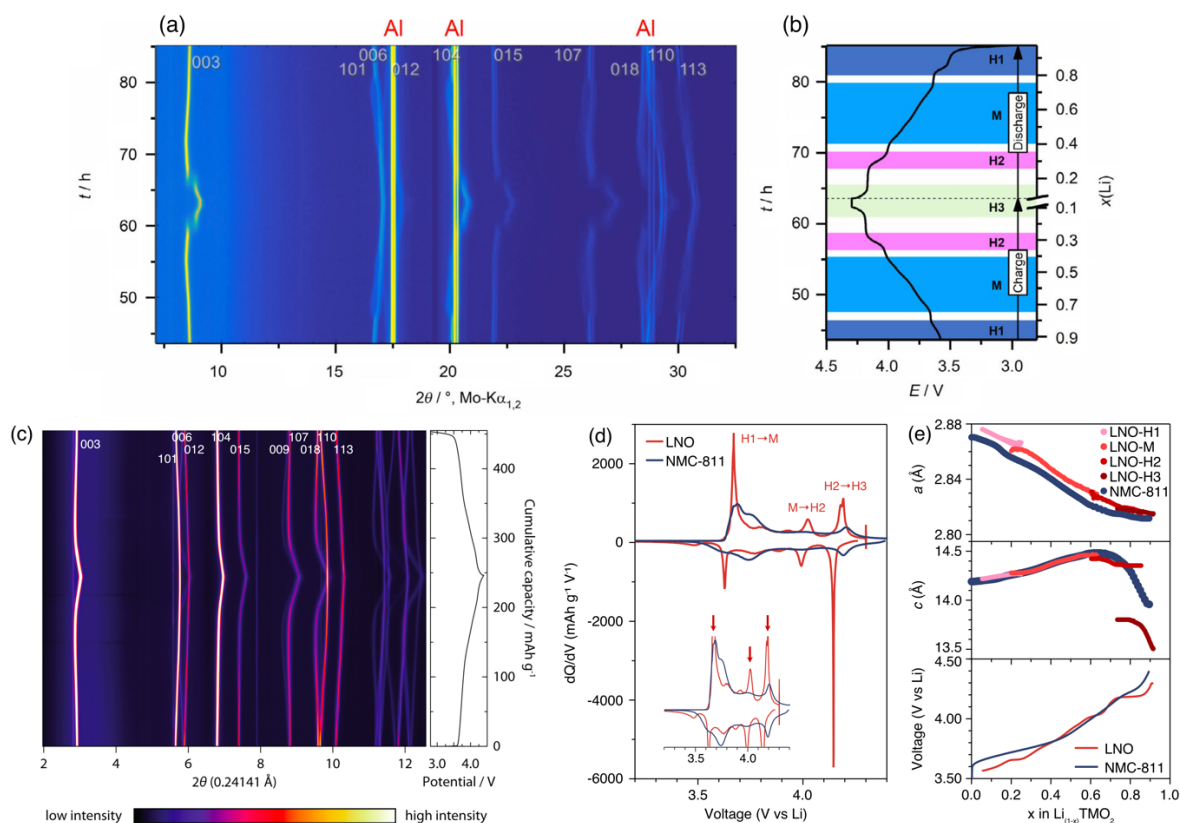 (a)
Al Al Al
003
006
101
012
104
015
107
018
110
113
80
70
60
50
t / h
10 15 20 25 30
2θ / °, Mo-Kα1,2
(b)
H1
M
H2
H3
H2
M
H1
Discharge
Charge
80
70
60
50
t / h
0.8
0.6
0.4
0.2
0.1
0.3
0.5
0.7
0.9
x(Li)
4.5 4.0 3.5 3.0
E / V
(c)
003
006
101
012
104
015
009
107
018
110
113
2 4 6 8 10 12
2θ (0.24141 Å)
400
300
200
100
0
Cumulative capacity / mAh g-1
Potential / V
low intensity
high intensity
(d)
LNO
NMC-811
H1→M
M→H2
H2→H3
2000
0
-2000
-4000
-6000
dQ/dV (mAh g-1 V-1)
3.5 4.0
3.5 4.0
Voltage (V vs Li)
(e)
LNO-H1
LNO-M
LNO-H2
LNO-H3
NMC-811
2.88
2.84
2.80
a (Å)
14.5
14.0
13.5
c (Å)
4.00
3.50
Voltage (V vs Li)
LNO
NMC-811
0.0 0.2 0.4 0.6 0.8 1.0
x in Li(1-x)TMO2